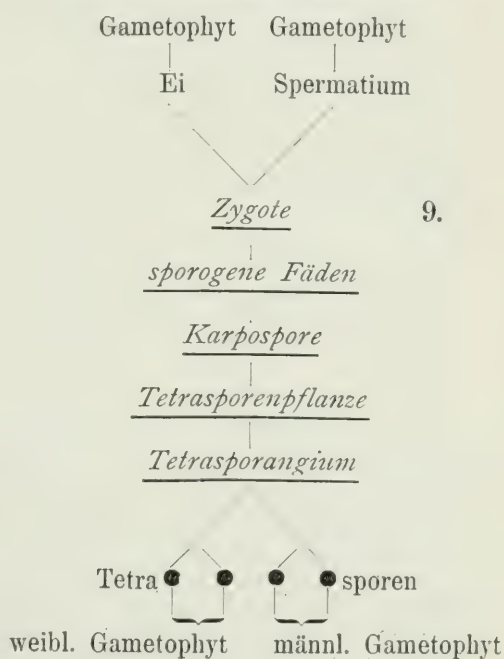 Gametophyt Gametophyt
Ei Spermatium
Zygote 9.
sporogene Fäden
Karpospore
Tetrasporenpflanze
Tetrasporangium
Tetra sporen
weibl. Gametophyt männl. Gametophyt